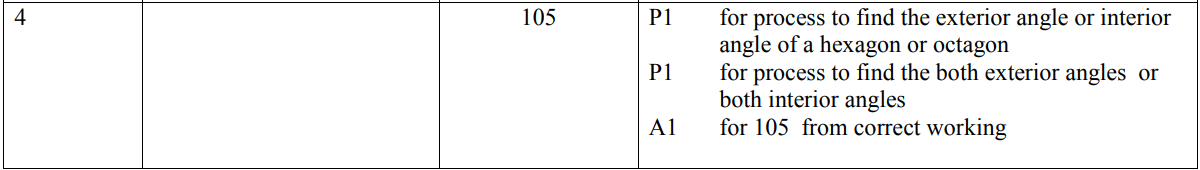 4 105 P1 for process to find the exterior angle or interior
angle of a hexagon or octagon
P1 for process to find the both exterior angles or
both interior angles
A1 for 105 from correct working